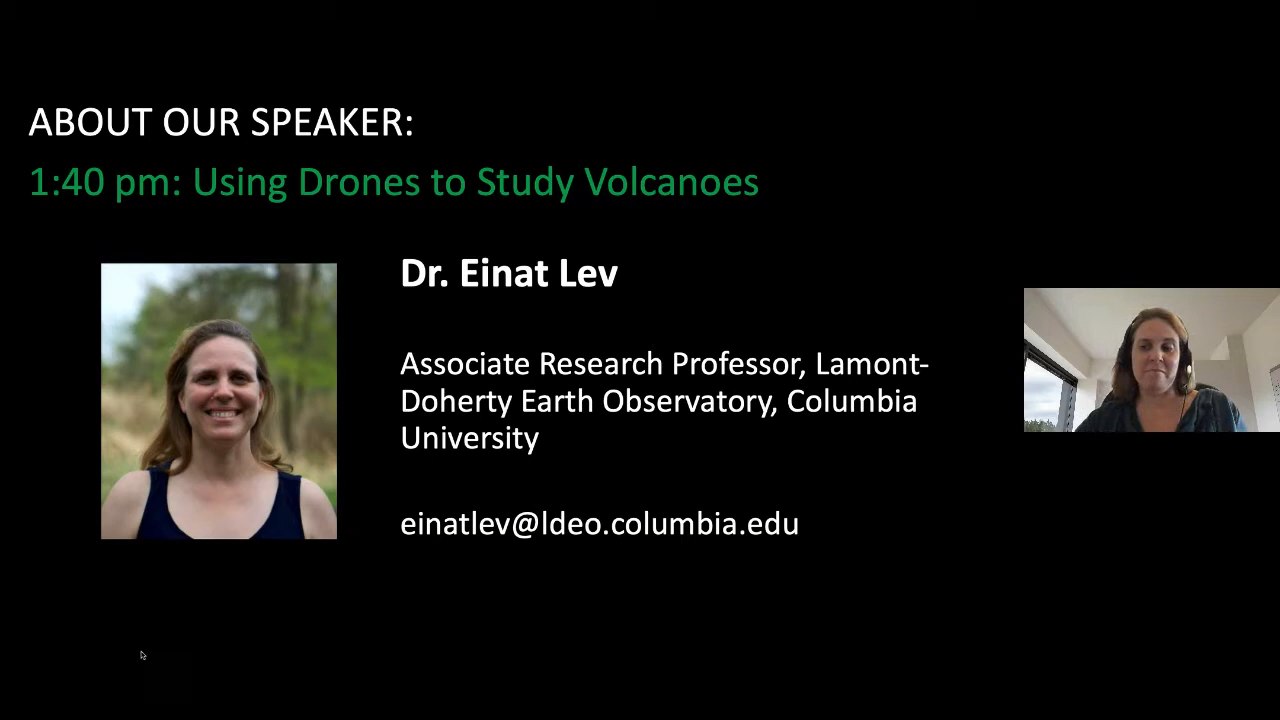 ABOUT OUR SPEAKER:
1:40 pm: Using Drones to Study Volcanoes
Dr. Einat Lev
Associate Research Professor, Lamont-
Doherty Earth Observatory, Columbia
University
einatlev@ldeo.columbia.edu